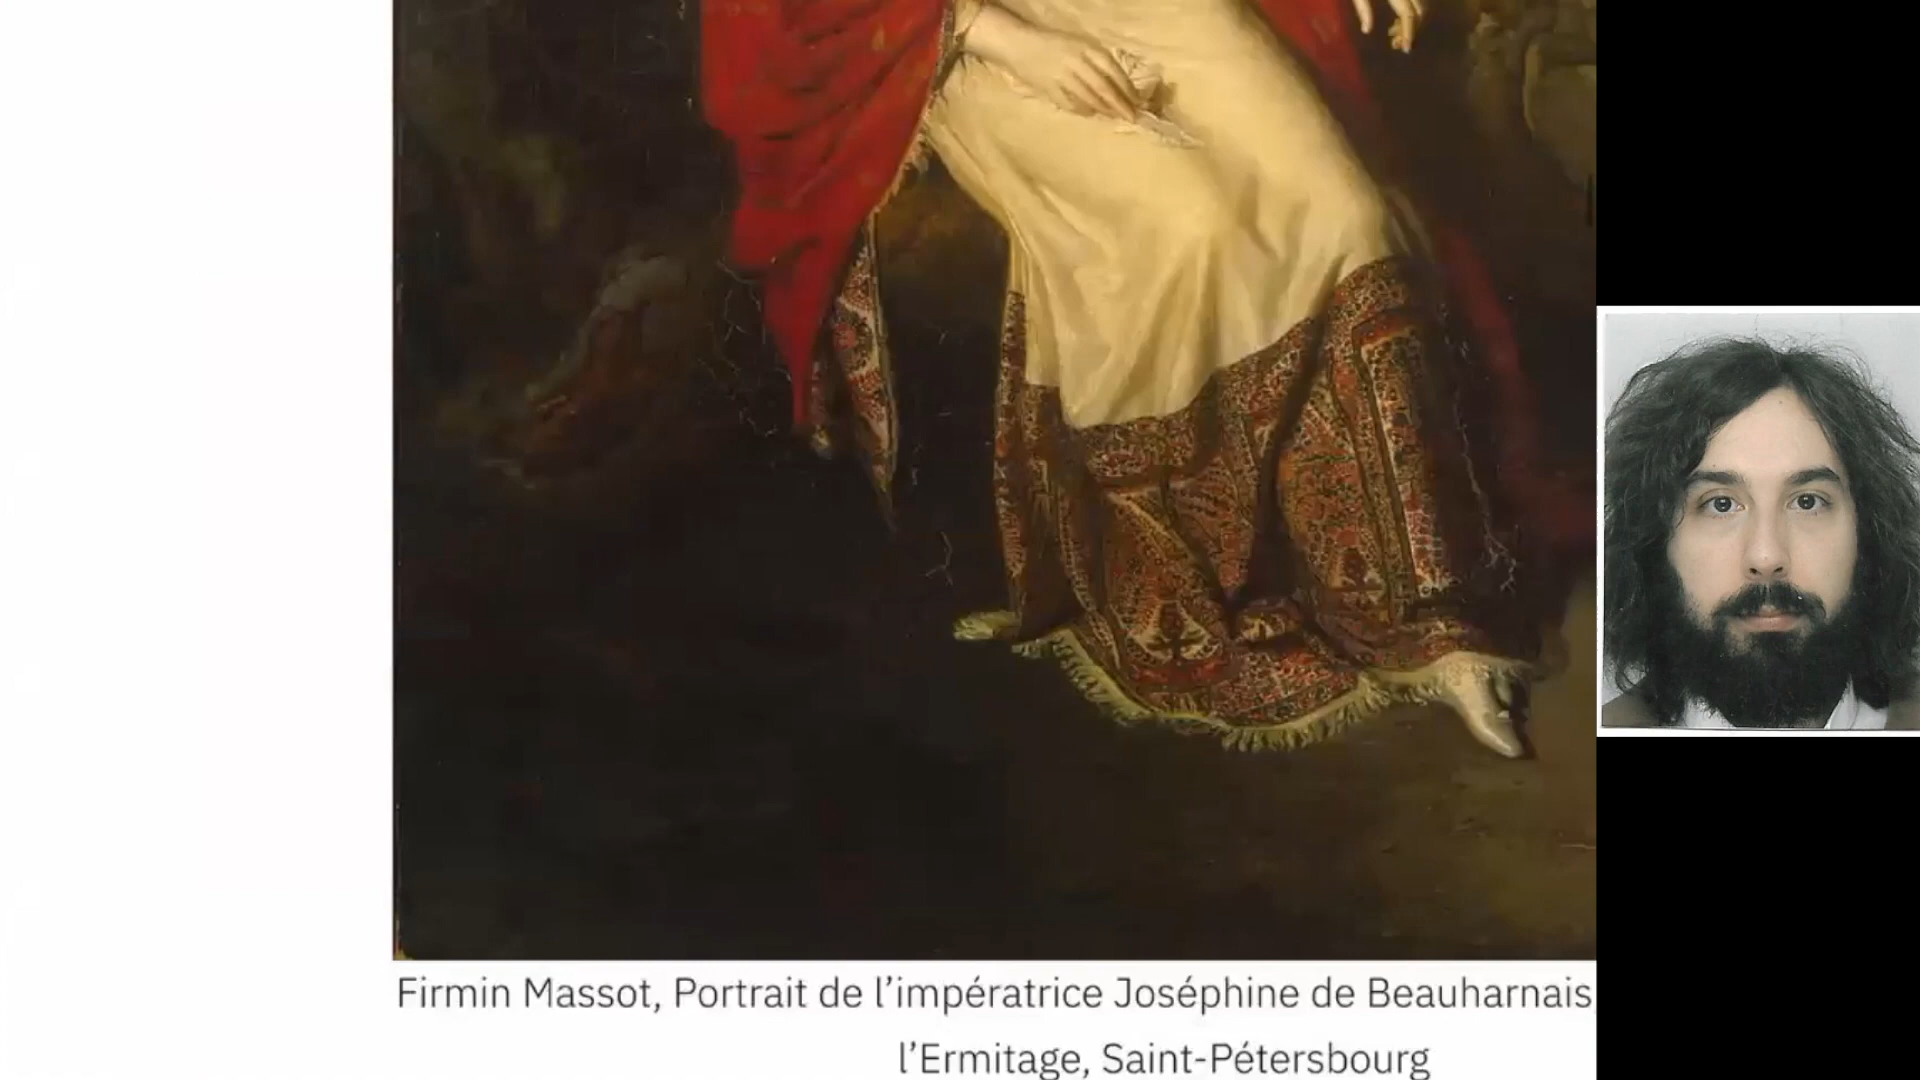 Firmin Massot, Portrait de l’impératrice Joséphine de Beauharnais,
l’Ermitage, Saint-Pétersbourg